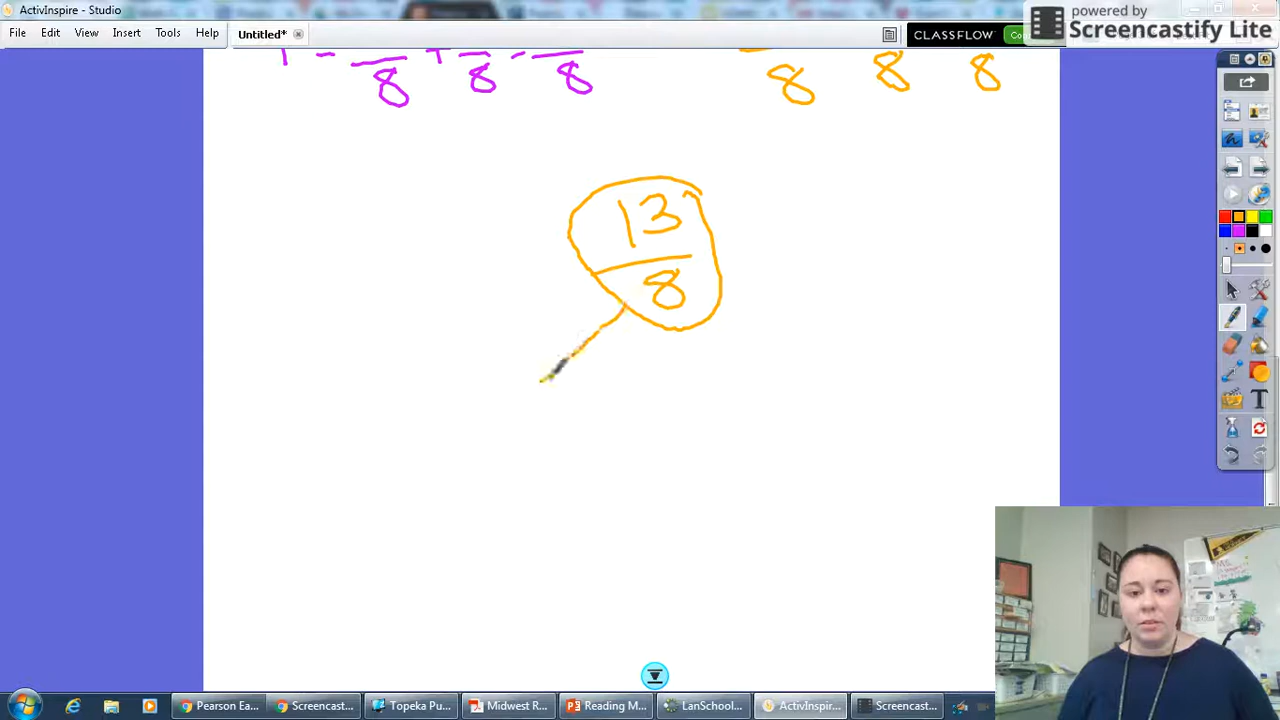 ActivInspire - Studio
powered by
Screencastify Lite
File Edit View Insert Tools Help Untitled*
CLASSFLOW
8 + 8 - 8
8 8 8
13
8
Pearson Ea... Screencast... Topeka Pu... Midwest R... Reading M... LanSchool... ActivInspir... Screencast...